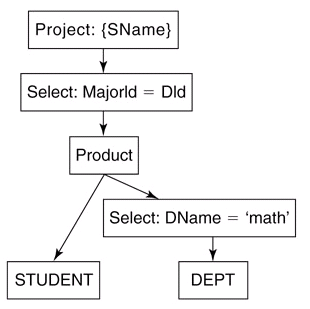 Project: {SName}
Select: MajorId = DId
Product
Select: DName = ‘math’
STUDENT
DEPT